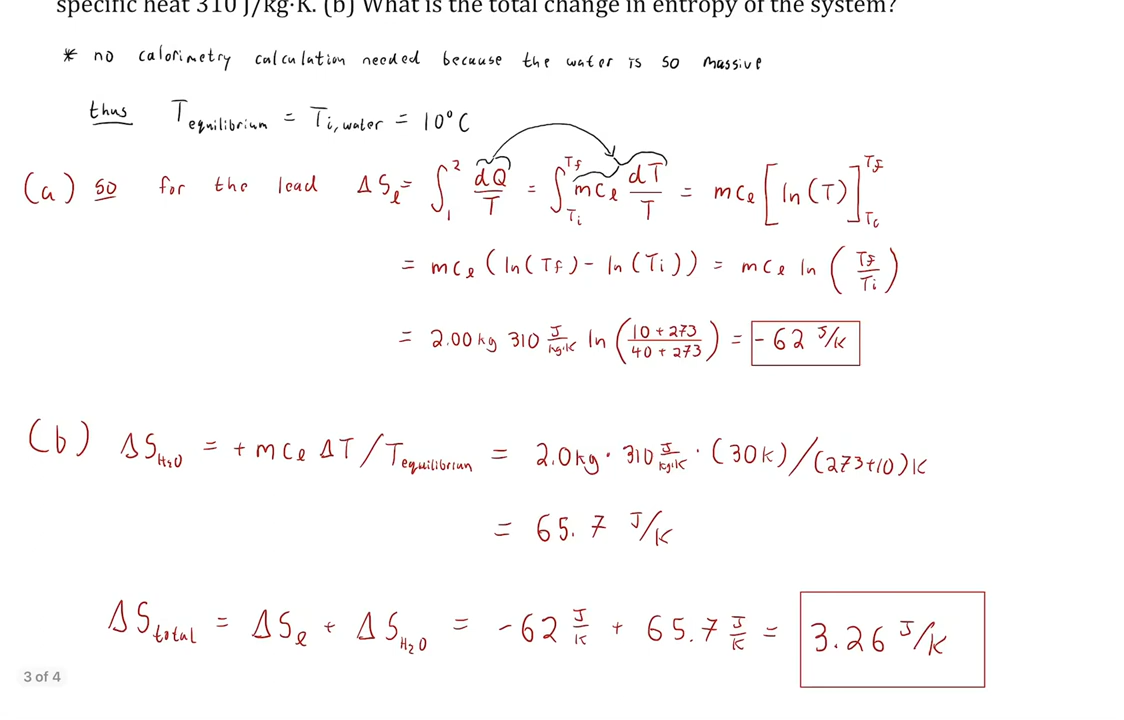 specific heat 310 J/kg·K. (b) What is the total change in entropy of the system?
* no calorimetry calculation needed because the water is so massive
thus T_equilibrium = T_i,water = 10°C
(a) so for the lead ΔS_ℓ = ∫₁² dQ/T = ∫_Ti^Tf mc_ℓ dT/T = mc_ℓ [ln(T)]_Ti^Tf
= mc_ℓ (ln(Tf) - ln(Ti)) = mc_ℓ ln (Tf/Ti)
= 2.00 kg 310 J/kg·K ln ((10+273)/(40+273)) = -62 J/K
(b) ΔS_H₂O = +mc_ℓ ΔT/T_equilibrium = 2.0kg · 310 J/kg·K · (30K)/(273+10)K
= 65.7 J/K
ΔS_total = ΔS_ℓ + ΔS_H₂O = -62 J/K + 65.7 J/K = 3.26 J/K
3 of 4